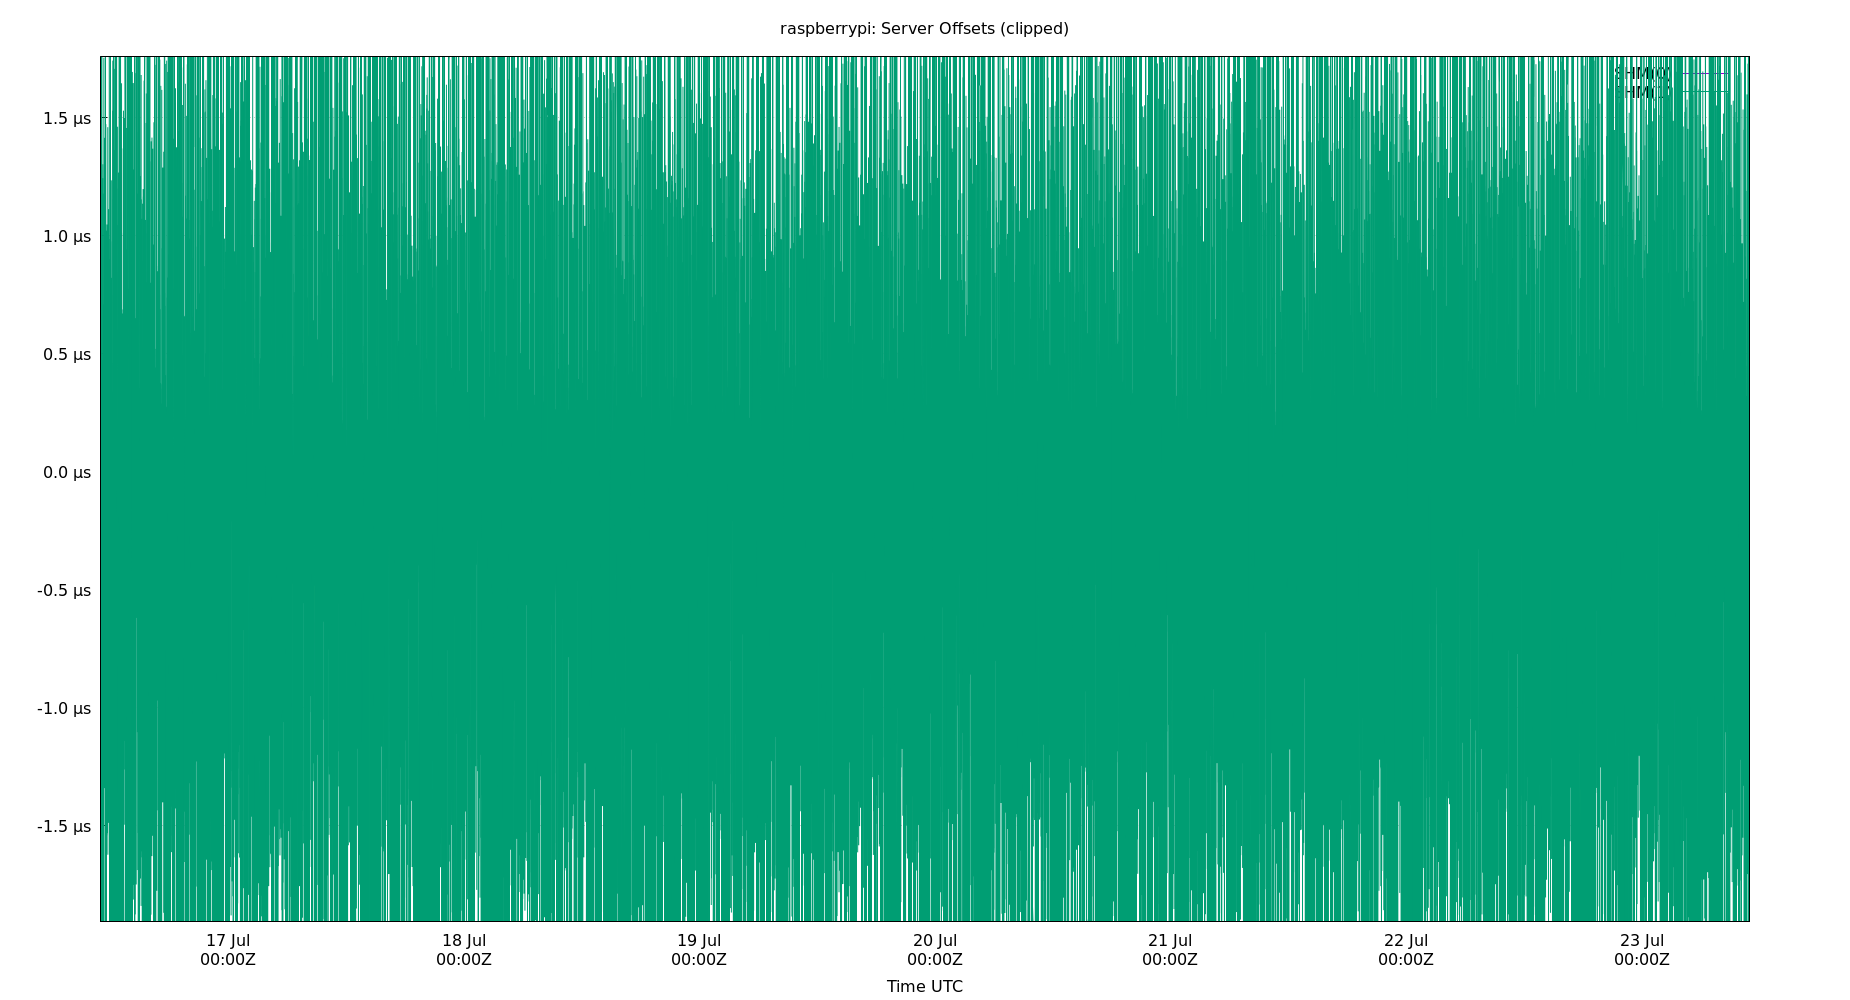 raspberrypi: Server Offsets (clipped)
SHM(0)
1.5 µs
1.0 µs
0.5 µs
0.0 µs
-0.5 µs
-1.0 µs
-1.5 µs
17 Jul 18 Jul 19 Jul 20 Jul 21 Jul 22 Jul 23 Jul
00:00Z 00:00Z 00:00Z 00:00Z 00:00Z 00:00Z 00:00Z
Time UTC